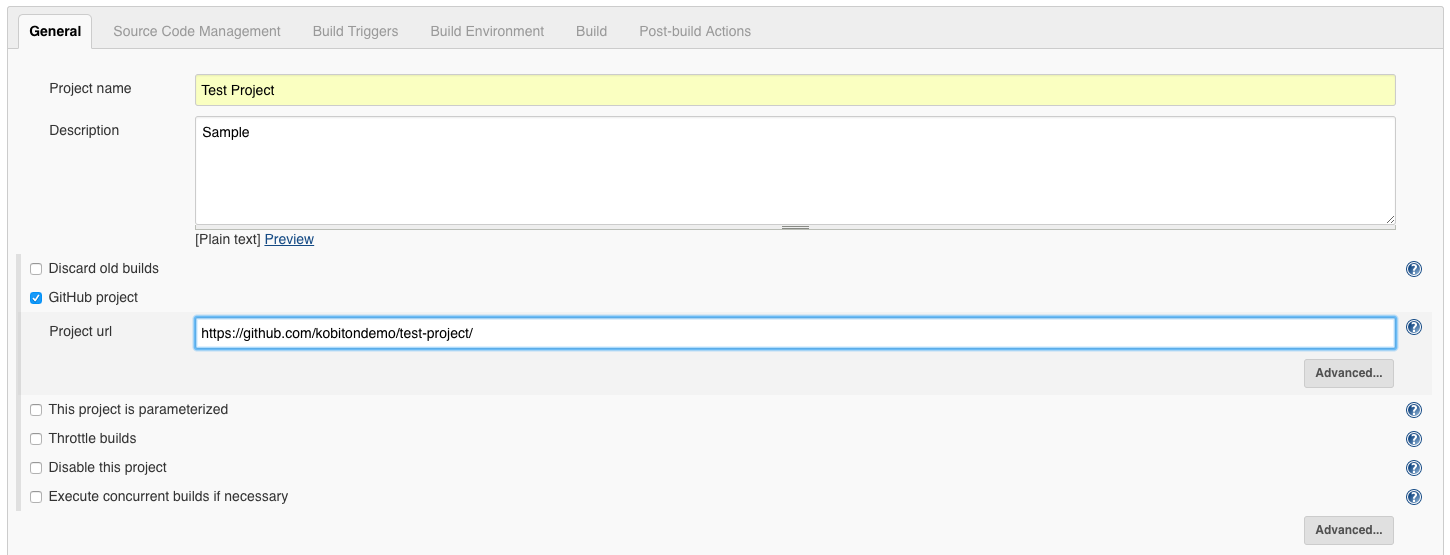 General Source Code Management Build Triggers Build Environment Build Post-build Actions
Project name Test Project
Description Sample
[Plain text] Preview
Discard old builds ?
GitHub project
Project url https://github.com/kobitondemo/test-project/ ?
Advanced...
This project is parameterized ?
Throttle builds ?
Disable this project ?
Execute concurrent builds if necessary ?
Advanced...